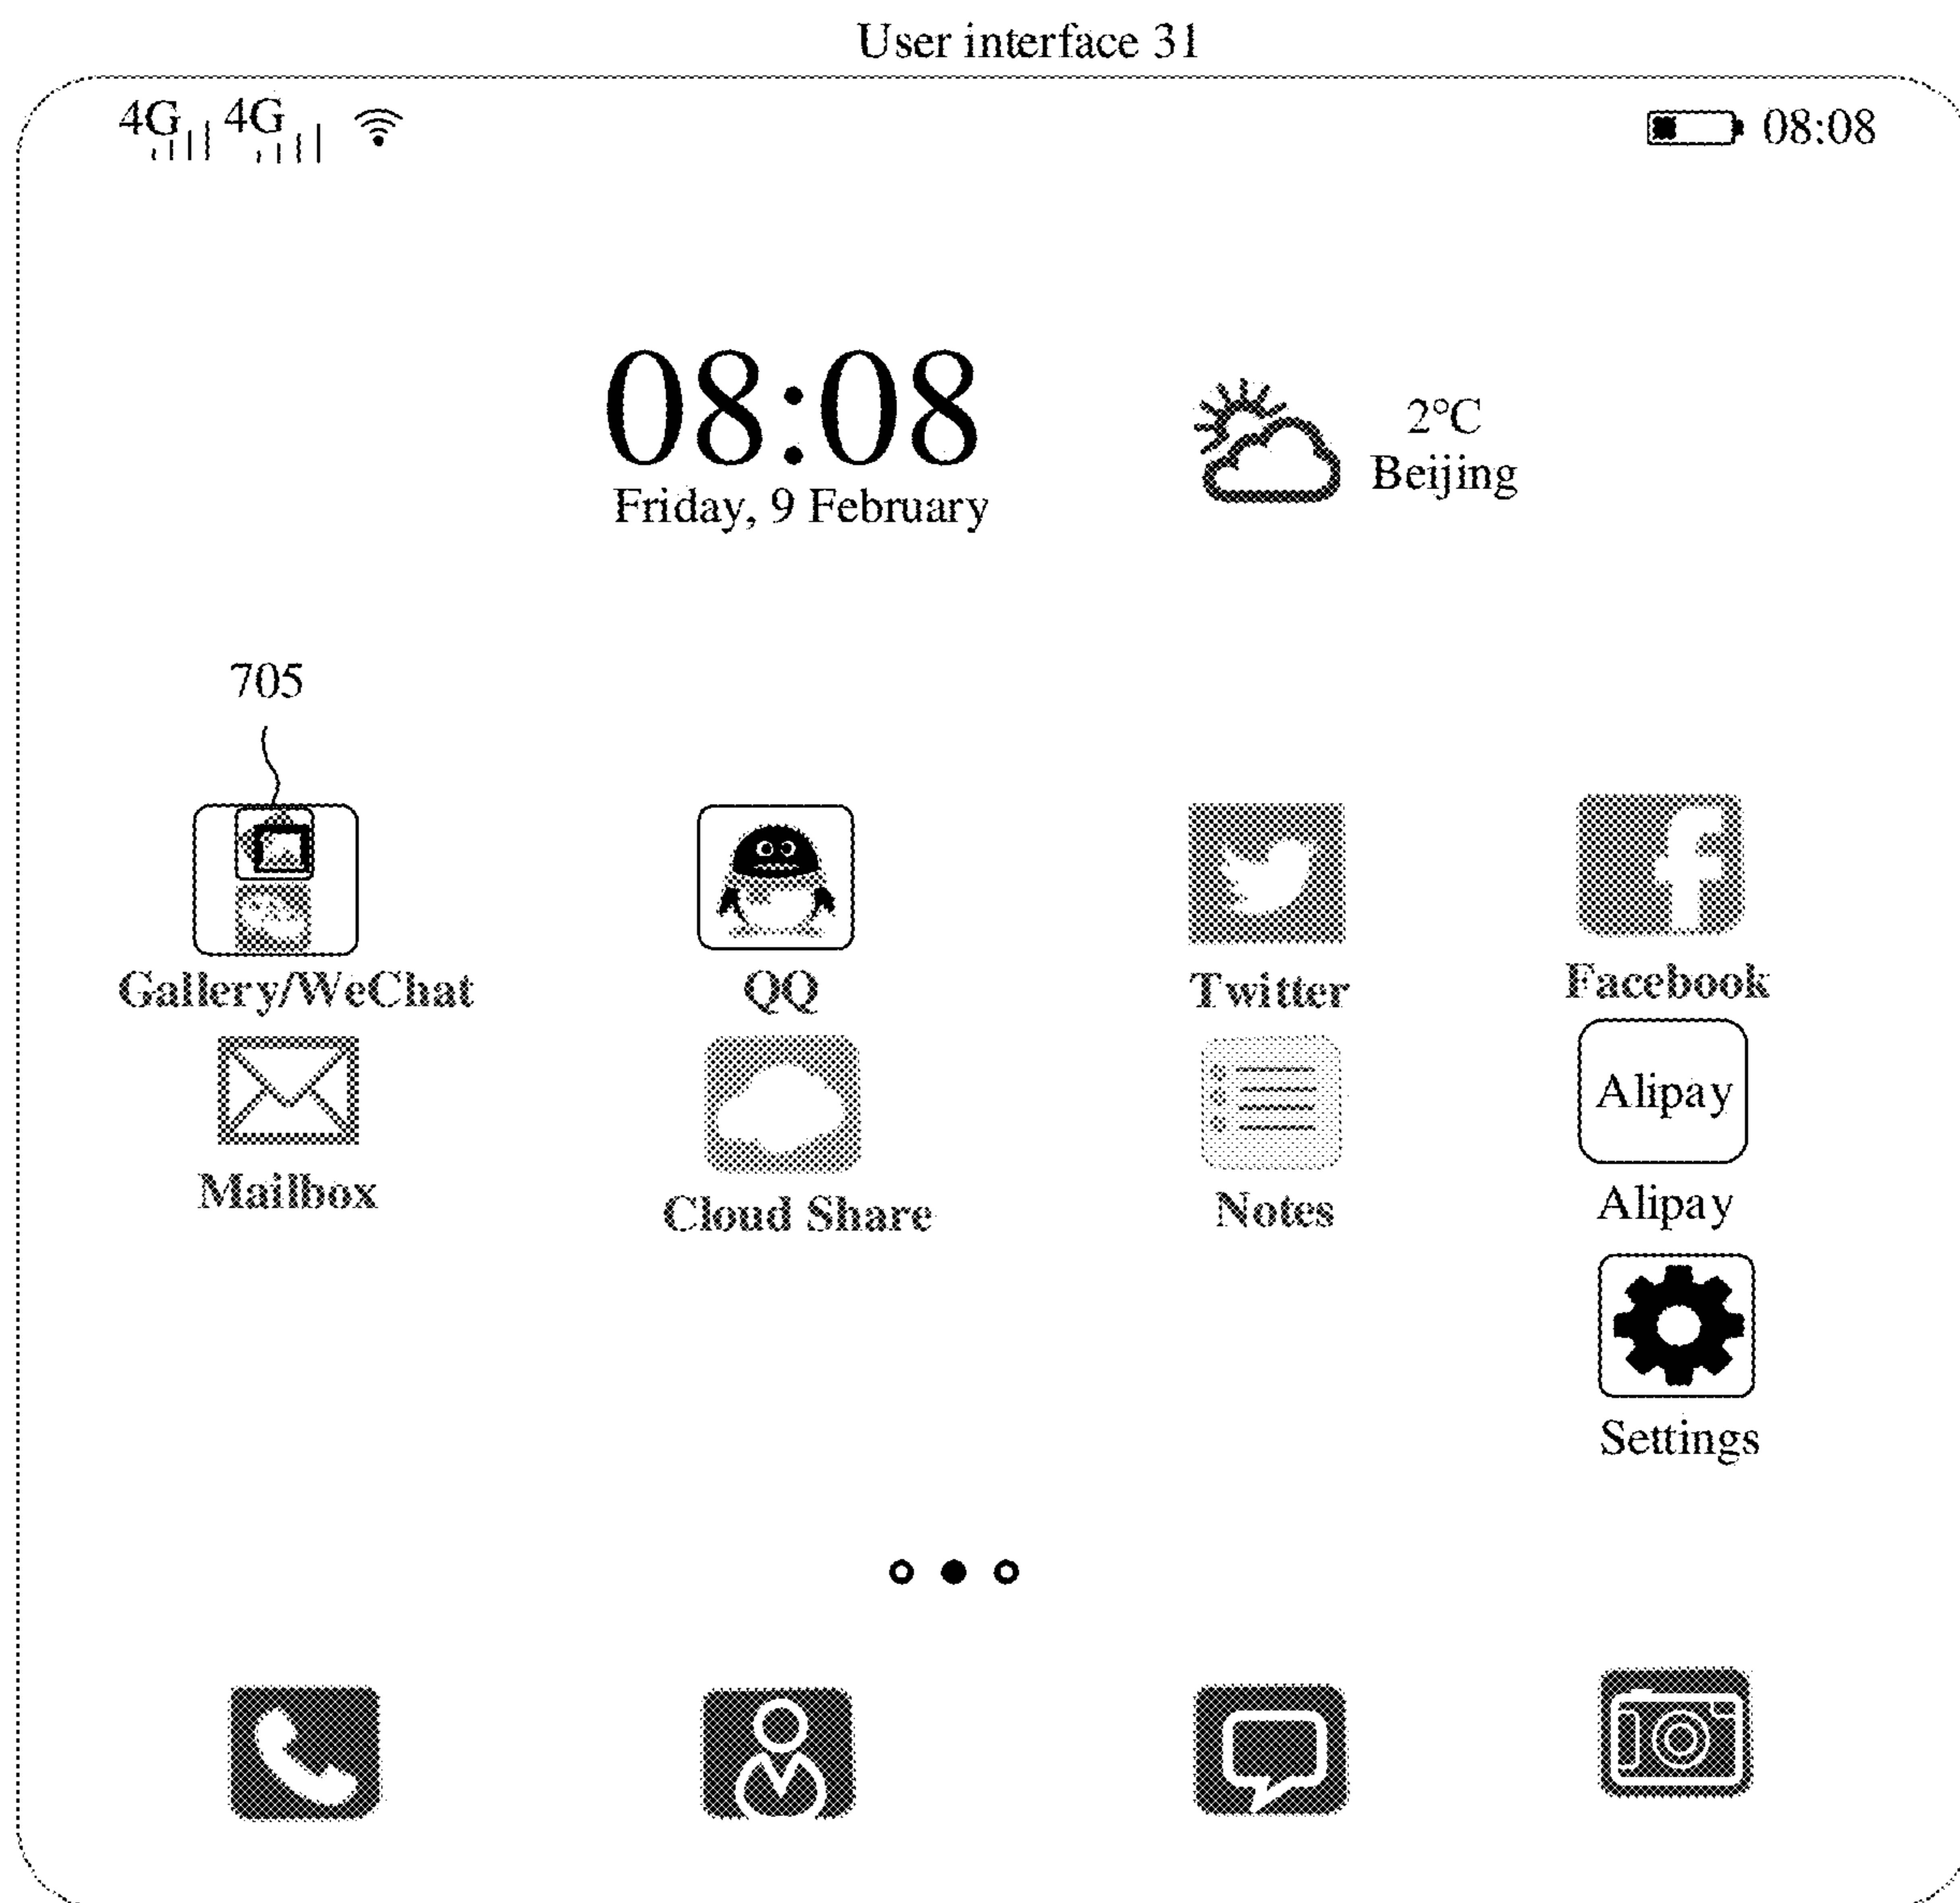 User interface 31
4G 4G 08:08
08:08
2°C
Beijing
Friday, 9 February
705
Gallery/WeChat QQ Twitter Facebook
Alipay
Mailbox Cloud Share Notes Alipay
Settings